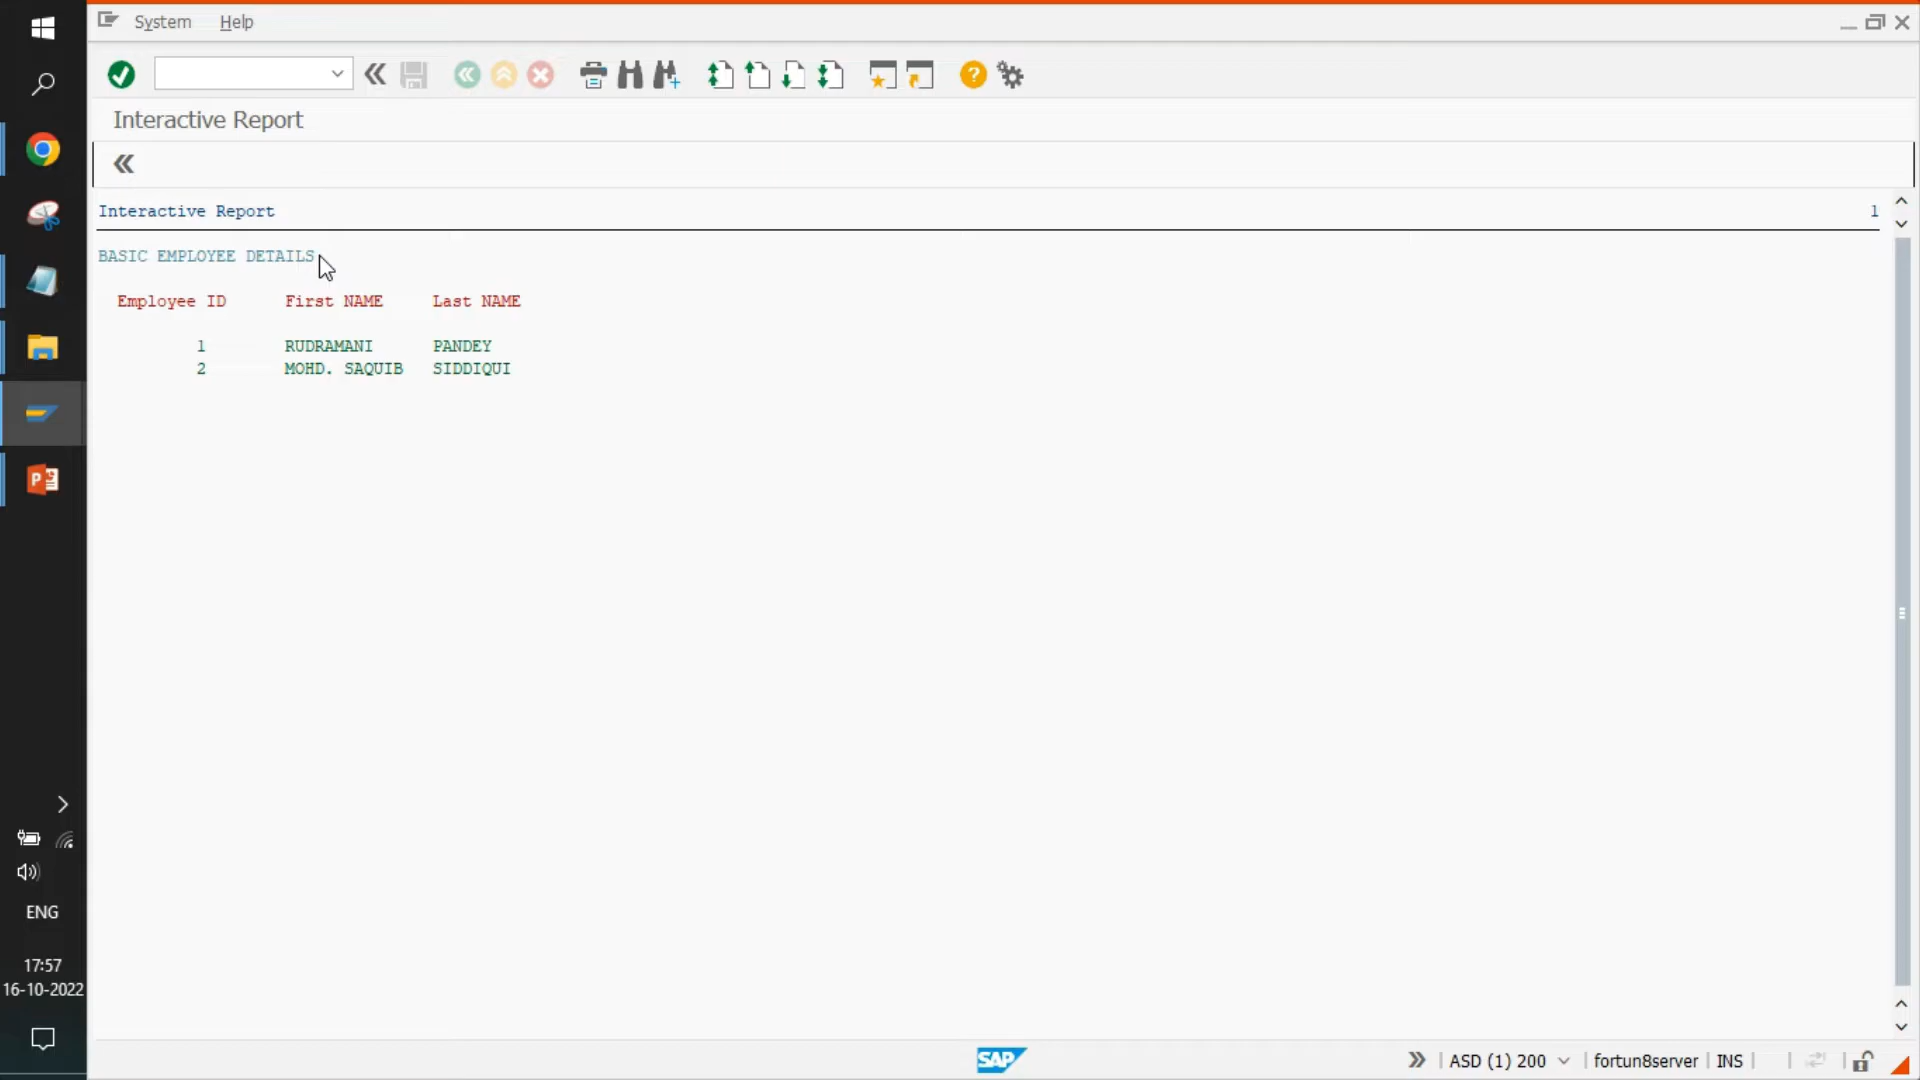 System Help
Interactive Report
Interactive Report 1
BASIC EMPLOYEE DETAILS
Employee ID First NAME Last NAME
1 RUDRAMANI PANDEY
2 MOHD. SAQUIB SIDDIQUI
ENG
17:57
16-10-2022
SAP ASD (1) 200 fortun8server INS